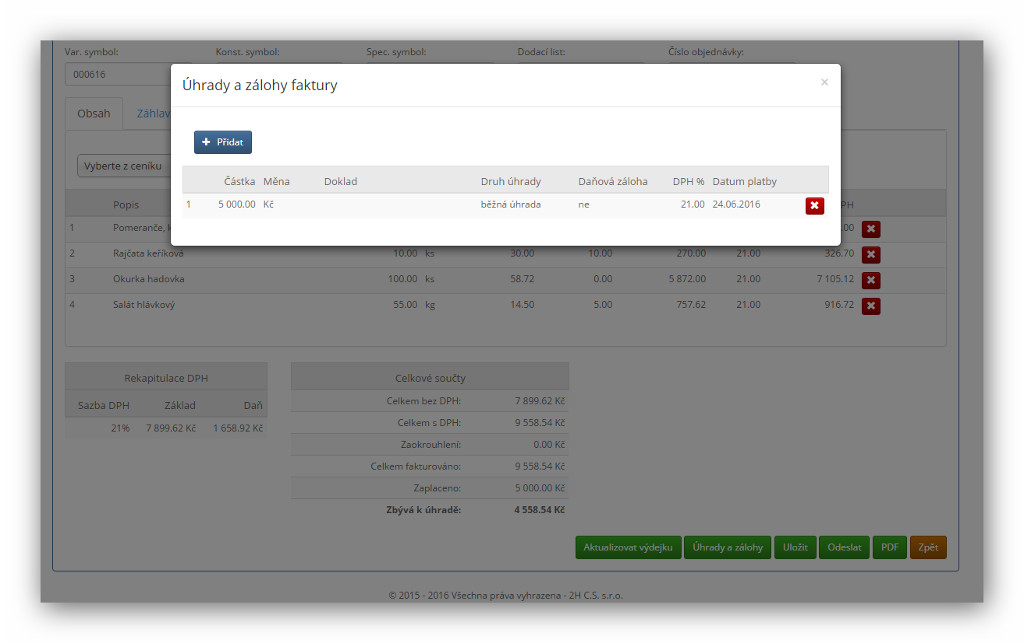 Var. symbol: Konst. symbol: Spec. symbol: Dodací list: Číslo objednávky:
000616
Úhrady a zálohy faktury ×
Obsah Záhlav
Přidat
Vyberte z ceníku
Částka Měna Doklad Druh úhrady Daňová záloha DPH % Datum platby
1 5 000.00 Kč běžná úhrada ne 21.00 24.06.2016
Popis PH
1 Pomeranče, .00
2 Rajčata keříková 10.00 ks 30.00 10.00 270.00 21.00 326.70
3 Okurka hadovka 100.00 ks 58.72 0.00 5 872.00 21.00 7 105.12
4 Salát hlávkový 55.00 kg 14.50 5.00 757.62 21.00 916.72
Rekapitulace DPH
Sazba DPH Základ Daň
21% 7 899.62 Kč 1 658.92 Kč
Celkové součty
Celkem bez DPH: 7 899.62 Kč
Celkem s DPH: 9 558.54 Kč
Zaokrouhlení: 0.00 Kč
Celkem fakturováno: 9 558.54 Kč
Zaplaceno: 5 000.00 Kč
Zbývá k úhradě: 4 558.54 Kč
Aktualizovat výdejku Úhrady a zálohy Uložit Odeslat PDF Zpět
© 2015 - 2016 Všechna práva vyhrazena - 2H C.S. s.r.o.